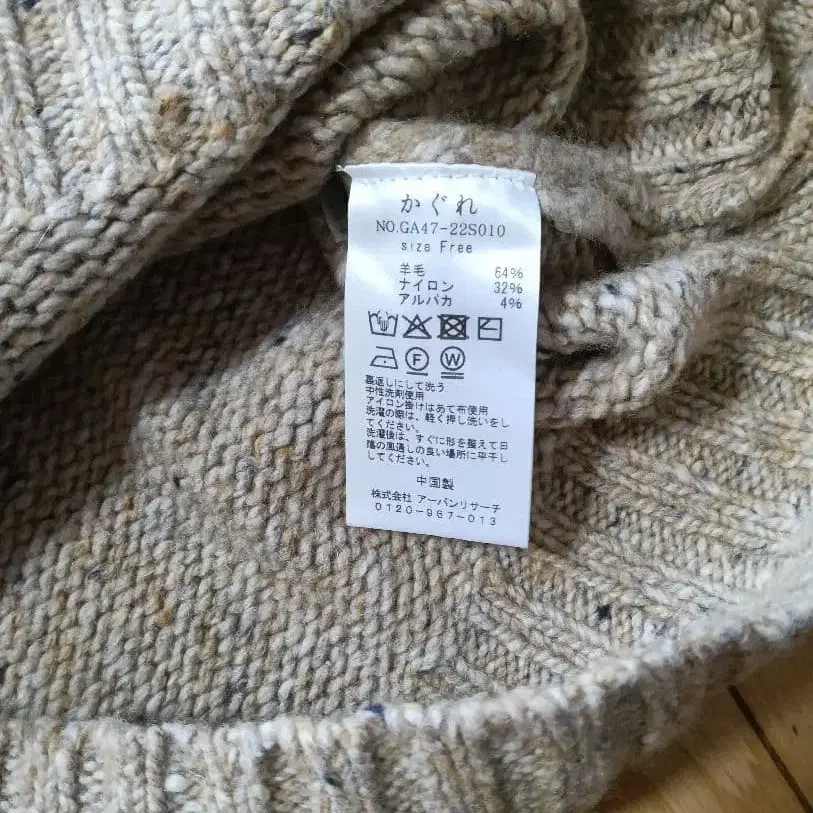 かぐれ
NO.GA47-22S010
size Free
羊毛 64%
ナイロン 32%
アルパカ 4%
F W
裏返しにして洗う
中性洗剤使用
アイロン掛けはあて布使用
洗濯の際は、軽く押し洗いをし
てください。
洗濯後は、すぐに形を整えて日
陰の風通しの良い場所に平干し
してください。
中国製
株式会社 アーバンリサーチ
0120-967-013